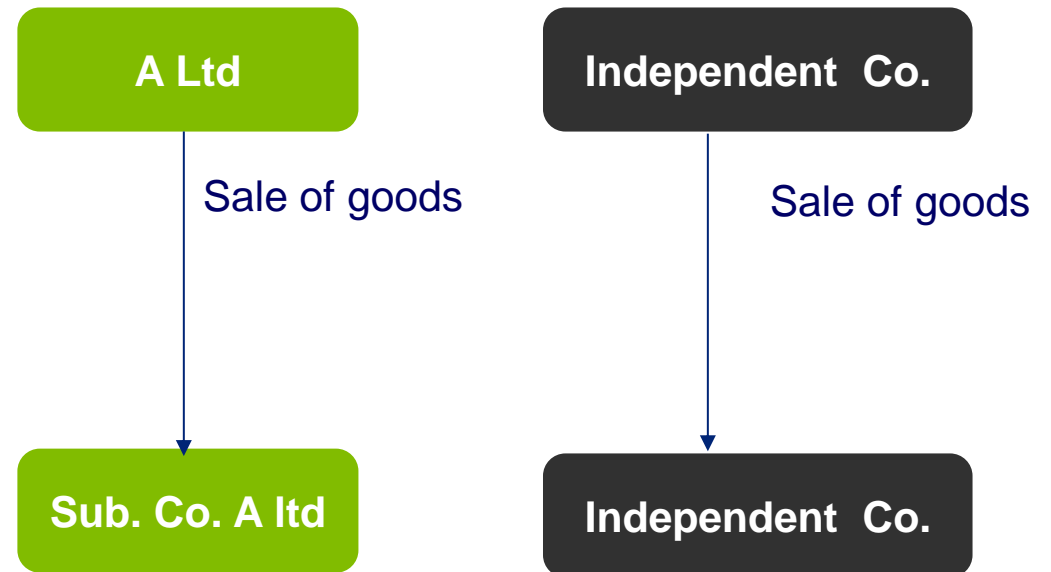 A Ltd
Independent Co.
Sale of goods
Sale of goods
Sub. Co. A ltd
Independent Co.